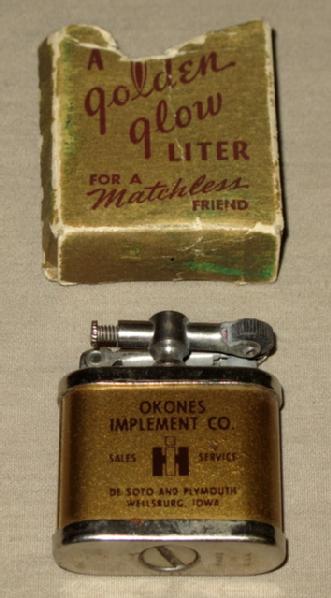 A
golden
glow
LITER
FOR A
Matchless
FRIEND
OKONES
IMPLEMENT CO.
SALES IH SERVICE
DE SOTO AND PLYMOUTH
WELLSBURG, IOWA